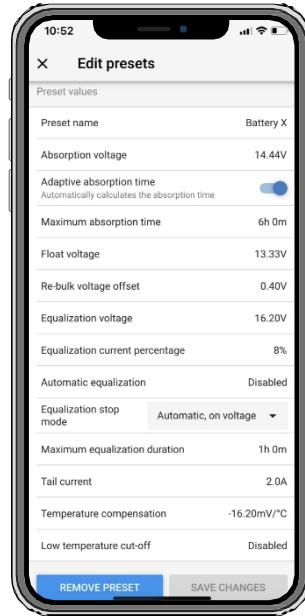 10:52
Edit presets
Preset values
Preset name Battery X
Absorption voltage 14.44V
Adaptive absorption time
Automatically calculates the absorption time
Maximum absorption time 6h 0m
Float voltage 13.33V
Re-bulk voltage offset 0.40V
Equalization voltage 16.20V
Equalization current percentage 8%
Automatic equalization Disabled
Equalization stop
mode Automatic, on voltage
Maximum equalization duration 1h 0m
Tail current 2.0A
Temperature compensation -16.20mV/°C
Low temperature cut-off Disabled
REMOVE PRESET SAVE CHANGES